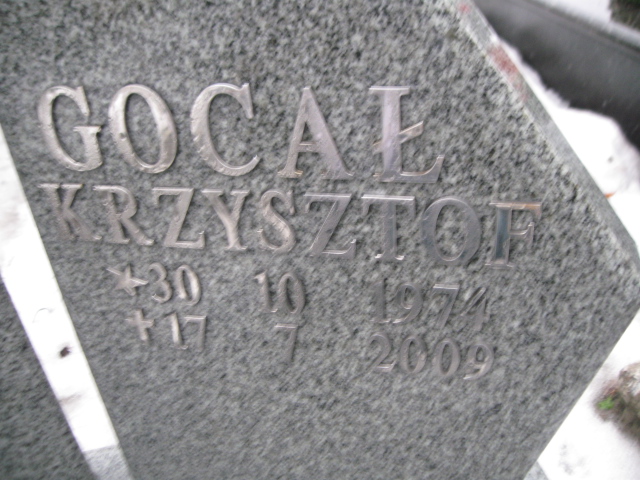 GOCAŁ
KRZYSZTOF
*30 10 1974
+17 7 2009